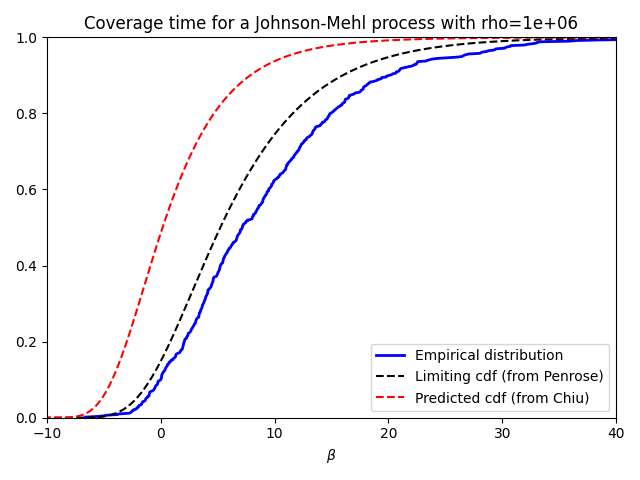 Coverage time for a Johnson-Mehl process with rho=1e+06
1.0
0.8
0.6
0.4
0.2
0.0
−10
0
10
20
30
40
β
Empirical distribution
Limiting cdf (from Penrose)
Predicted cdf (from Chiu)